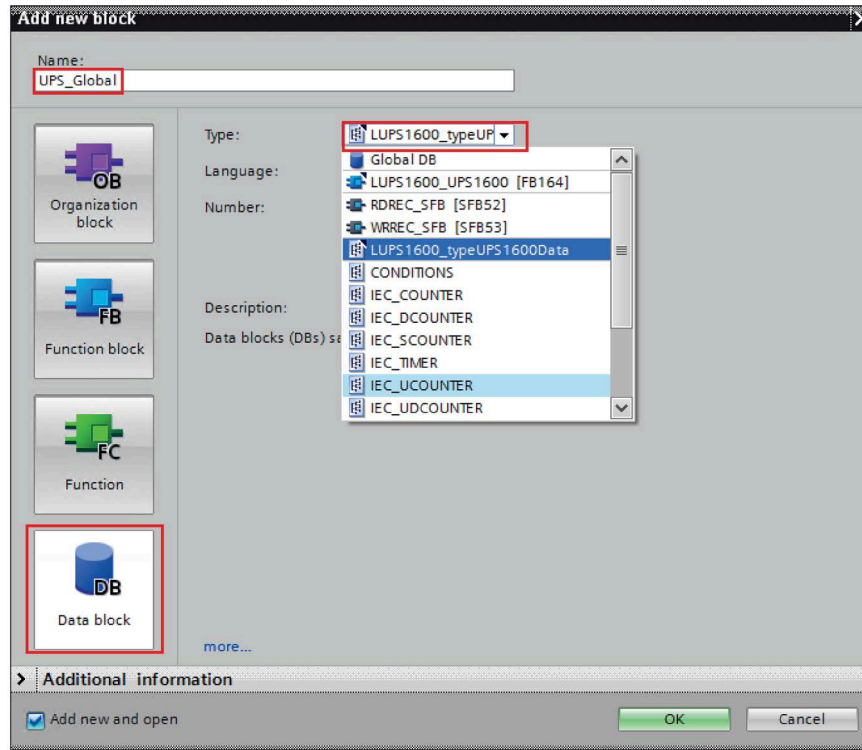 Add new block
Name:
UPS_Global
OB
Organization
block
FB
Function block
FC
Function
DB
Data block
Type:
LUPS1600_typeUP
Language:
Number:
Description:
Data blocks (DBs) sa
Global DB
LUPS1600_UPS1600 [FB164]
RDREC_SFB [SFB52]
WRREC_SFB [SFB53]
LUPS1600_typeUPS1600Data
CONDITIONS
IEC_COUNTER
IEC_DCOUNTER
IEC_SCOUNTER
IEC_TIMER
IEC_UCOUNTER
IEC_UDCOUNTER
more...
> Additional information
Add new and open
OK
Cancel